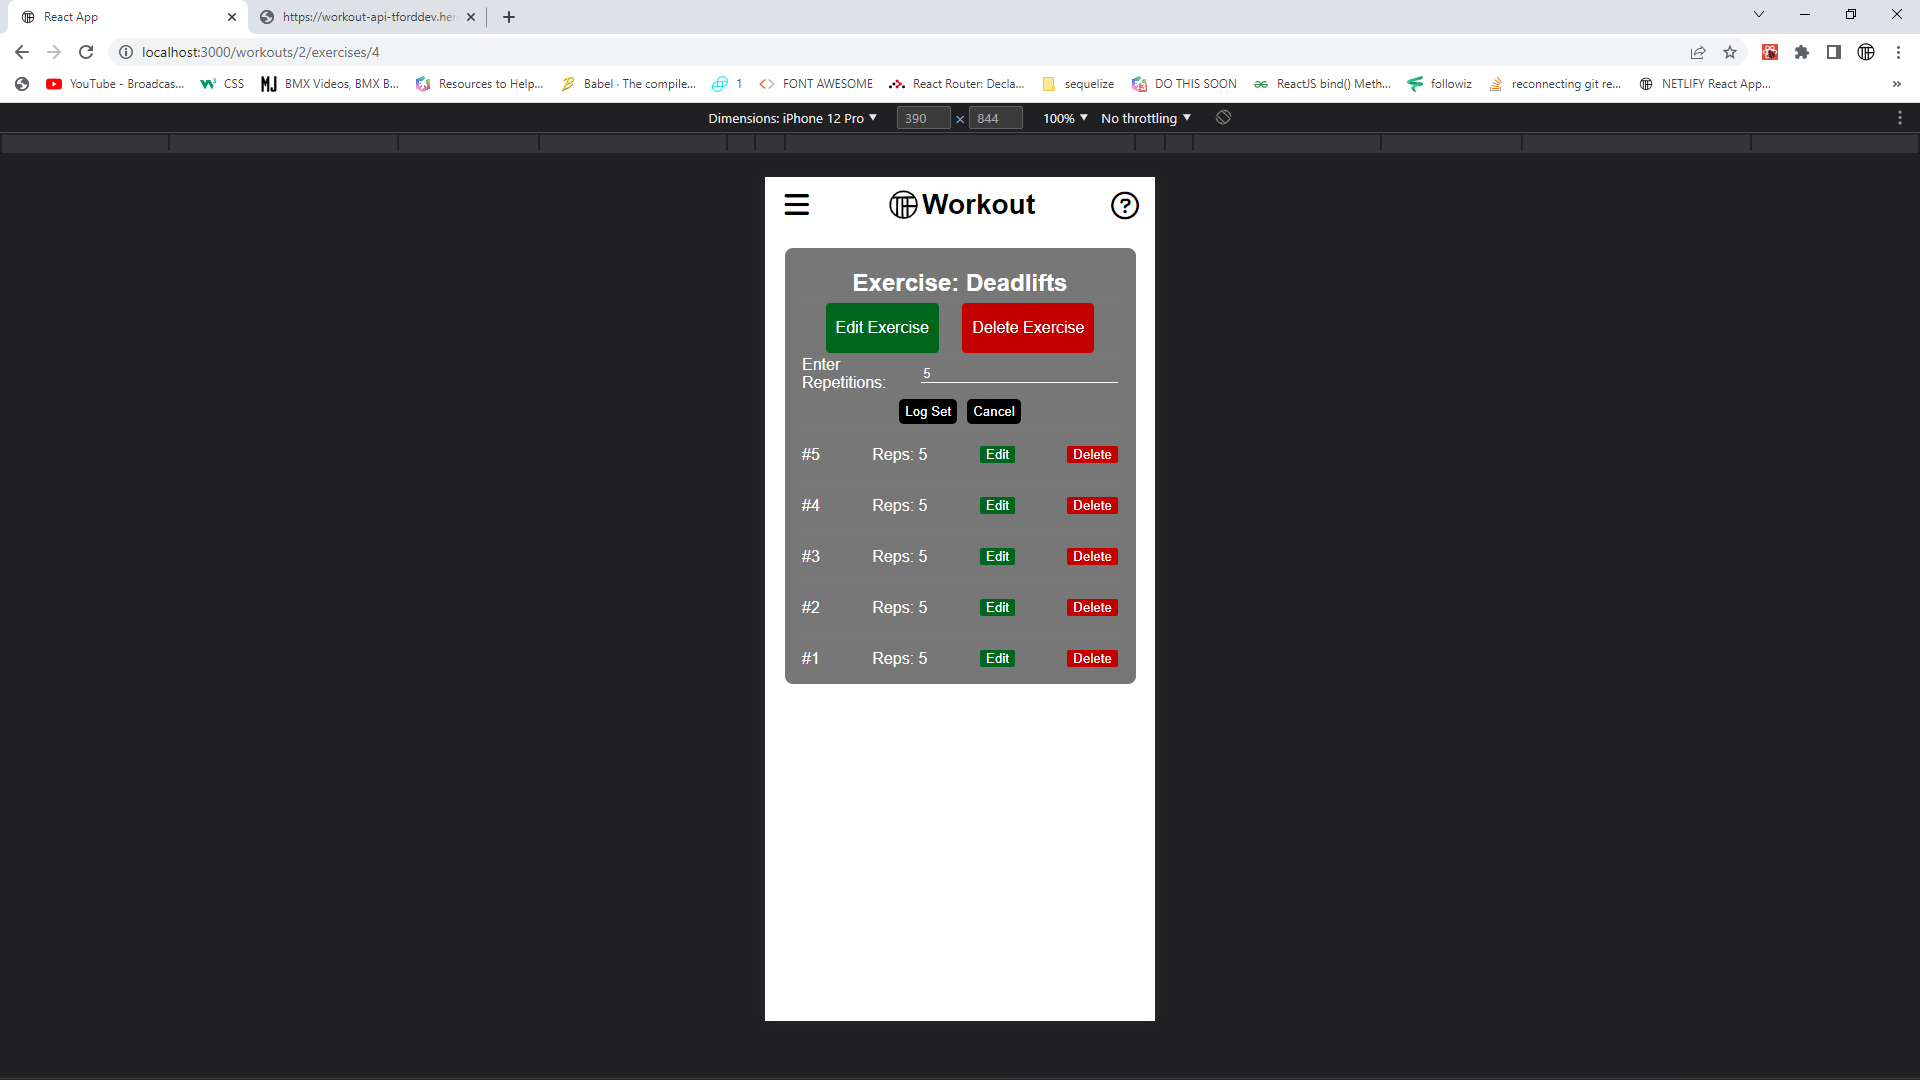 React App
https://workout-api-tforddev.her
localhost:3000/workouts/2/exercises/4
YouTube - Broadcas...
CSS
BMX Videos, BMX B...
Resources to Help...
Babel · The compile...
1
FONT AWESOME
React Router: Decla...
sequelize
DO THIS SOON
ReactJS bind() Meth...
followiz
reconnecting git re...
NETLIFY React App...
»
Dimensions: iPhone 12 Pro ▼ 390 × 844 100% ▼ No throttling ▼
Workout
Exercise: Deadlifts
Edit Exercise Delete Exercise
Enter
Repetitions: 5
Log Set Cancel
#5 Reps: 5 Edit Delete
#4 Reps: 5 Edit Delete
#3 Reps: 5 Edit Delete
#2 Reps: 5 Edit Delete
#1 Reps: 5 Edit Delete